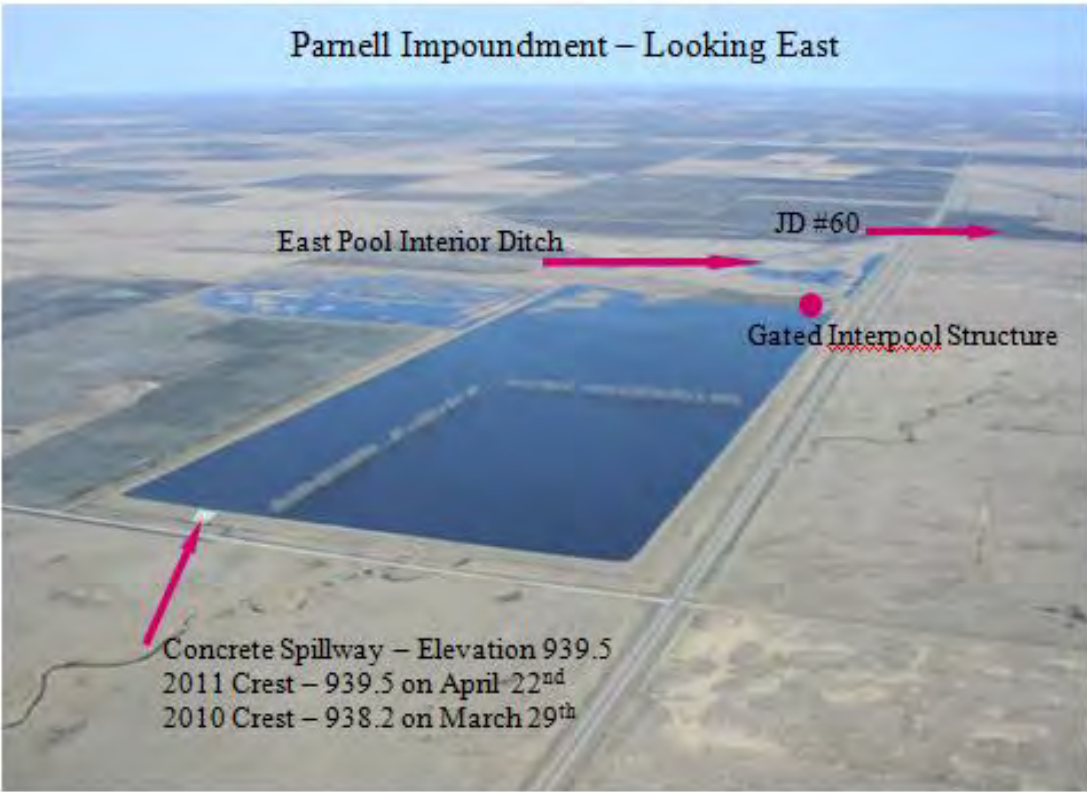 Parnell Impoundment – Looking East
JD #60
East Pool Interior Ditch
Gated Interpool Structure
Concrete Spillway – Elevation 939.5
2011 Crest – 939.5 on April 22nd
2010 Crest – 938.2 on March 29th